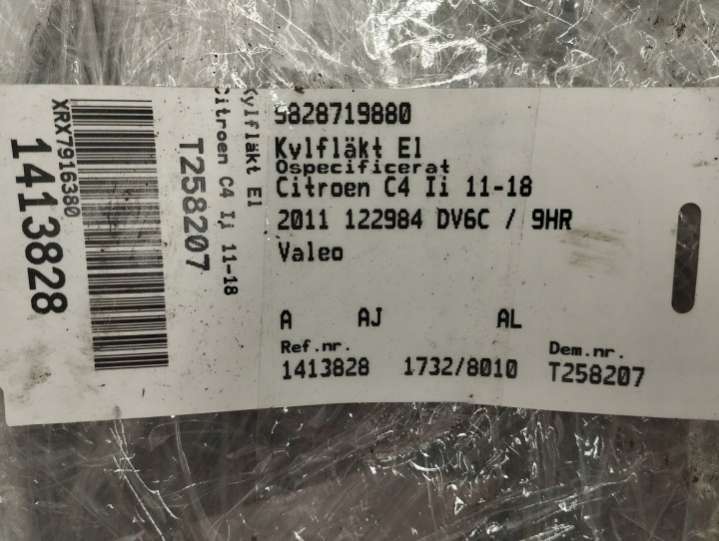 XRX7916380
1413828
Kylfläkt El
Citroen C4 Ii 11-18
T258207
9828719880
Kylfläkt El
Ospecificerat
Citroen C4 Ii 11-18
2011 122984 DV6C / 9HR
Valeo
A AJ AL
Ref.nr. Dem.nr.
1413828 1732/8010 T258207